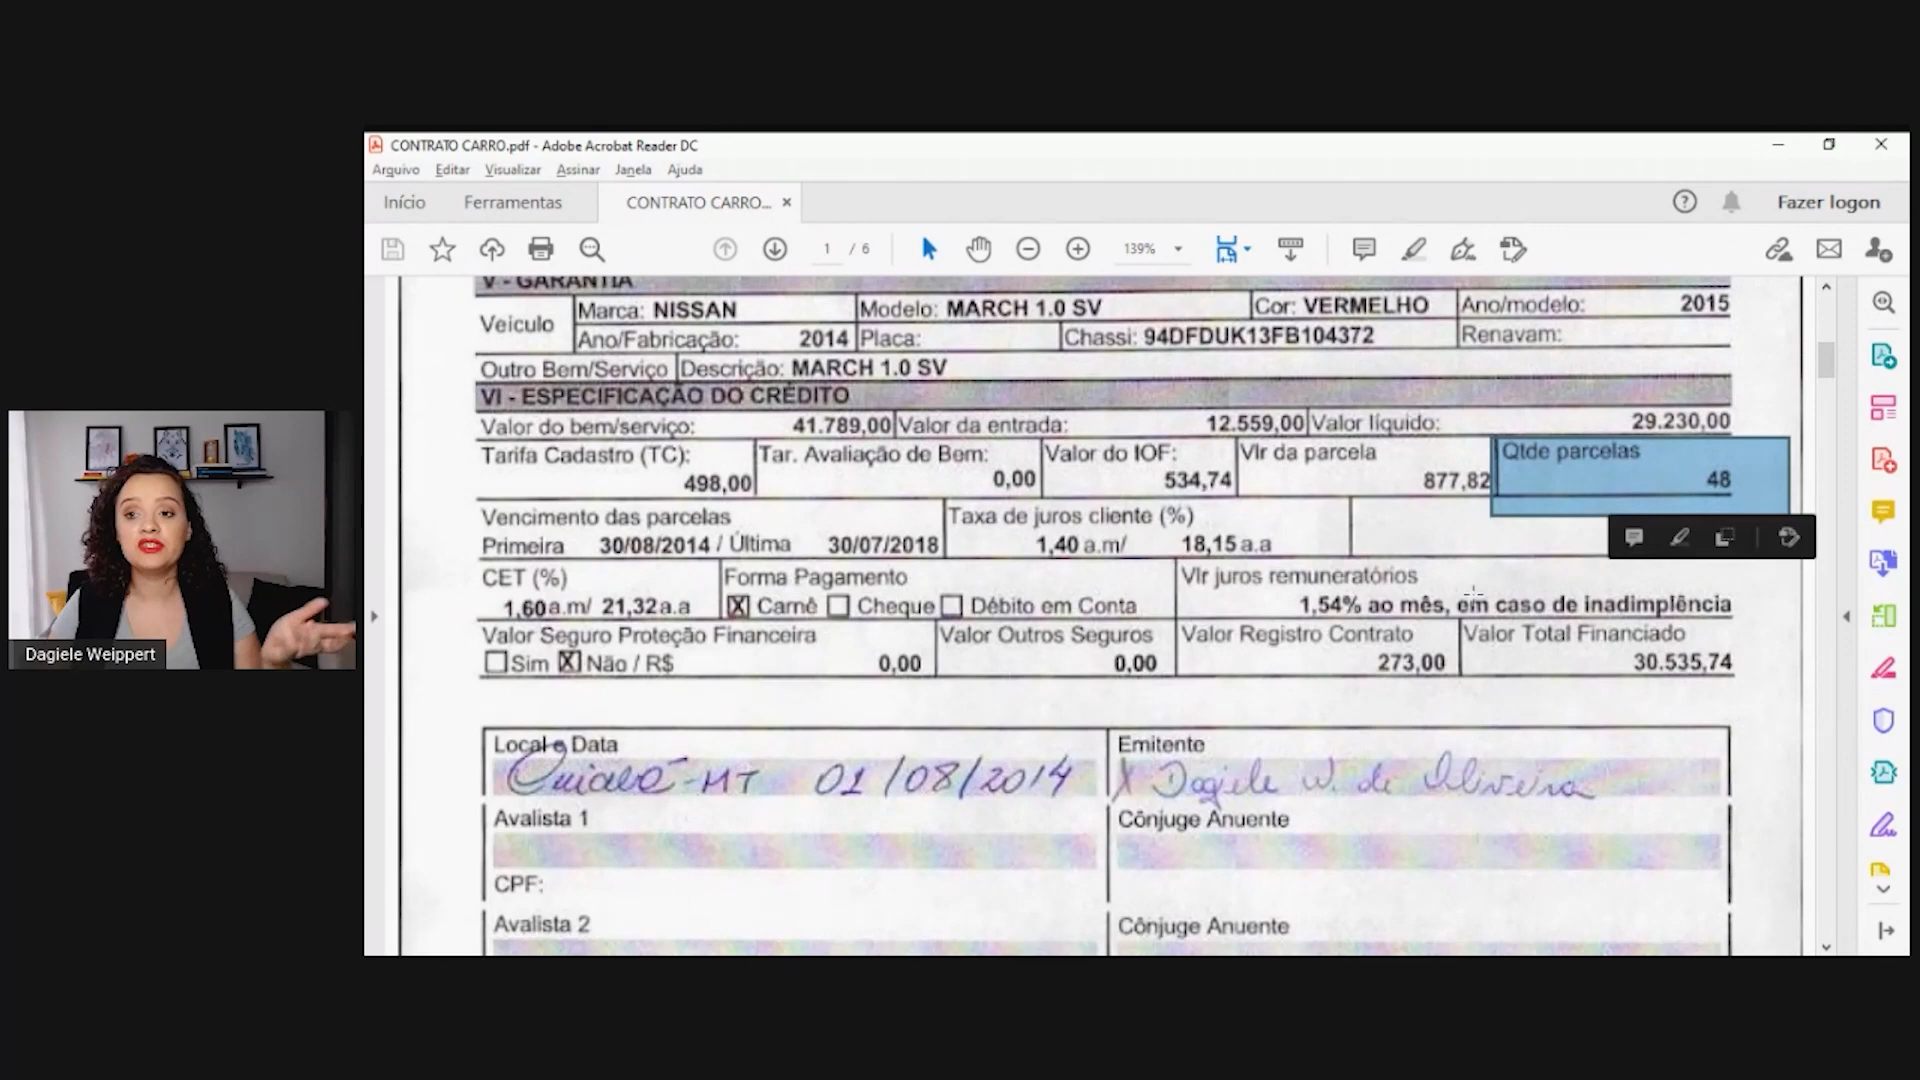 CONTRATO CARRO.pdf - Adobe Acrobat Reader DC
Arquivo Editar Visualizar Assinar Janela Ajuda
Início Ferramentas CONTRATO CARRO... × Fazer logon
1 / 6 139%
V - GARANTIA
Veículo Marca: NISSAN Modelo: MARCH 1.0 SV Cor: VERMELHO Ano/modelo: 2015
Ano/Fabricação: 2014 Placa: Chassi: 94DFDUK13FB104372 Renavam:
Outro Bem/Serviço Descrição: MARCH 1.0 SV
VI - ESPECIFICAÇÃO DO CRÉDITO
Valor do bem/serviço: 41.789,00 Valor da entrada: 12.559,00 Valor líquido: 29.230,00
Tarifa Cadastro (TC): Tar. Avaliação de Bem: Valor do IOF: Vlr da parcela Qtde parcelas
498,00 0,00 534,74 877,82 48
Vencimento das parcelas Taxa de juros cliente (%)
Primeira 30/08/2014 / Última 30/07/2018 1,40 a.m/ 18,15 a.a
CET (%) Forma Pagamento Vlr juros remuneratórios
1,60a.m/ 21,32a.a X Carnê Cheque Débito em Conta 1,54% ao mês, em caso de inadimplência
Valor Seguro Proteção Financeira Valor Outros Seguros Valor Registro Contrato Valor Total Financiado
Sim X Não / R$ 0,00 0,00 273,00 30.535,74
Local e Data Emitente
Cuiabá-MT 01/08/2014 X Dagiele W. de Oliveira
Avalista 1 Cônjuge Anuente
CPF:
Avalista 2 Cônjuge Anuente
Dagiele Weippert